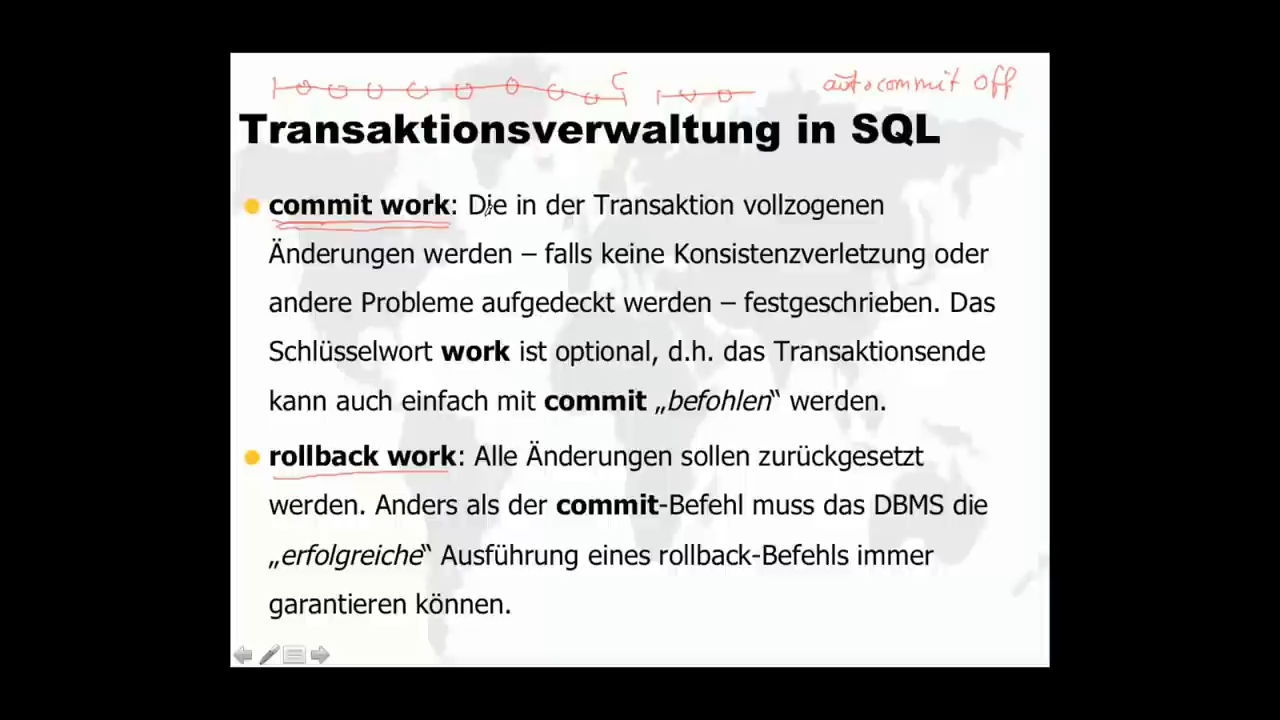 autocommit off
C
Transaktionsverwaltung in SQL
commit work: Die in der Transaktion vollzogenen
Änderungen werden – falls keine Konsistenzverletzung oder
andere Probleme aufgedeckt werden – festgeschrieben. Das
Schlüsselwort work ist optional, d.h. das Transaktionsende
kann auch einfach mit commit „befohlen“ werden.
rollback work: Alle Änderungen sollen zurückgesetzt
werden. Anders als der commit-Befehl muss das DBMS die
„erfolgreiche“ Ausführung eines rollback-Befehls immer
garantieren können.